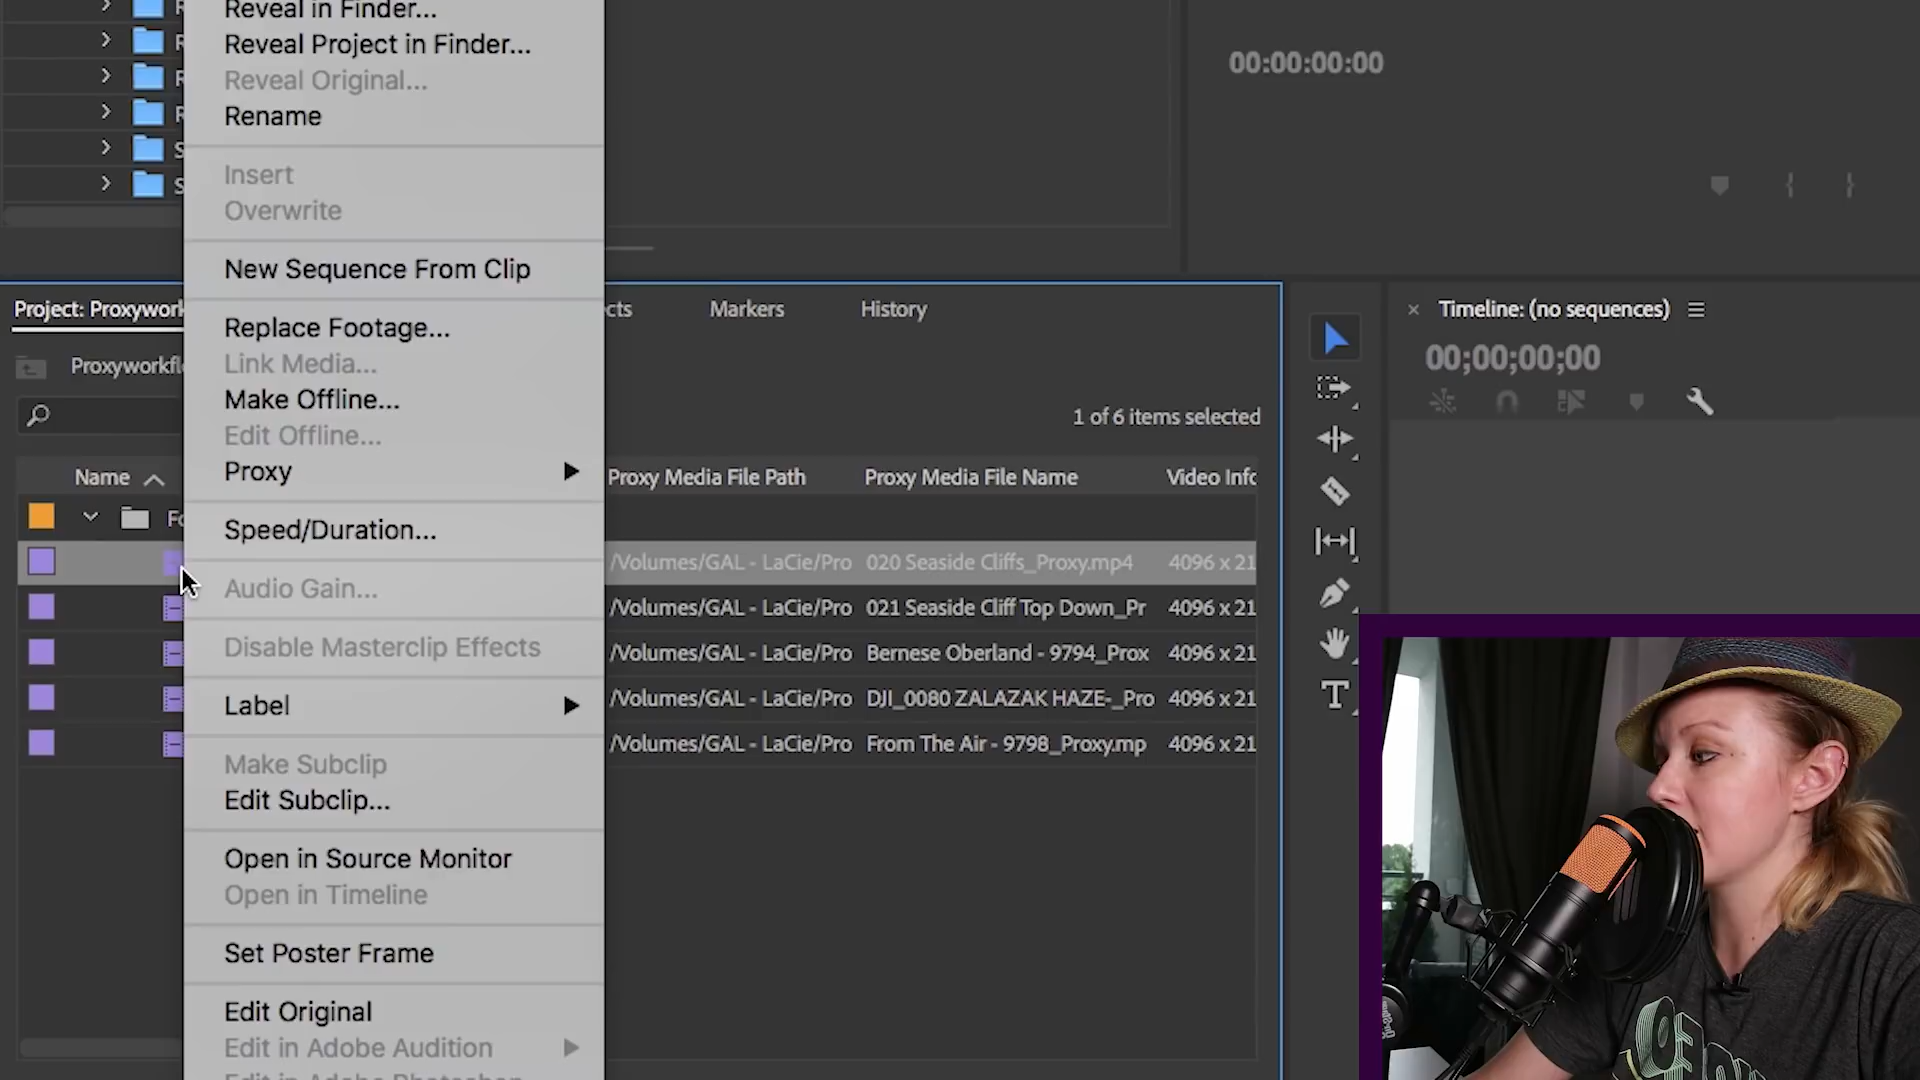 Reveal in Finder...
Reveal Project in Finder...
Reveal Original...
Rename
00:00:00:00
Insert
Overwrite
New Sequence From Clip
Project: Proxywork
Markers
History
Timeline: (no sequences)
Replace Footage...
Link Media...
00;00;00;00
Make Offline...
1 of 6 items selected
Edit Offline...
Proxy
Name
Proxy Media File Path
Proxy Media File Name
Video Info
Speed/Duration...
/Volumes/GAL - LaCie/Pro
020 Seaside Cliffs_Proxy.mp4
4096 x 21
Audio Gain...
/Volumes/GAL - LaCie/Pro
021 Seaside Cliff Top Down_Pr
4096 x 21
Disable Masterclip Effects
/Volumes/GAL - LaCie/Pro
Bernese Oberland - 9794_Prox
4096 x 21
Label
/Volumes/GAL - LaCie/Pro
DJI_0080 ZALAZAK HAZE-_Pro
4096 x 21
/Volumes/GAL - LaCie/Pro
From The Air - 9798_Proxy.mp
4096 x 21
Make Subclip
Edit Subclip...
Open in Source Monitor
Open in Timeline
Set Poster Frame
Edit Original
Edit in Adobe Audition
Edit in Adobe Photoshop